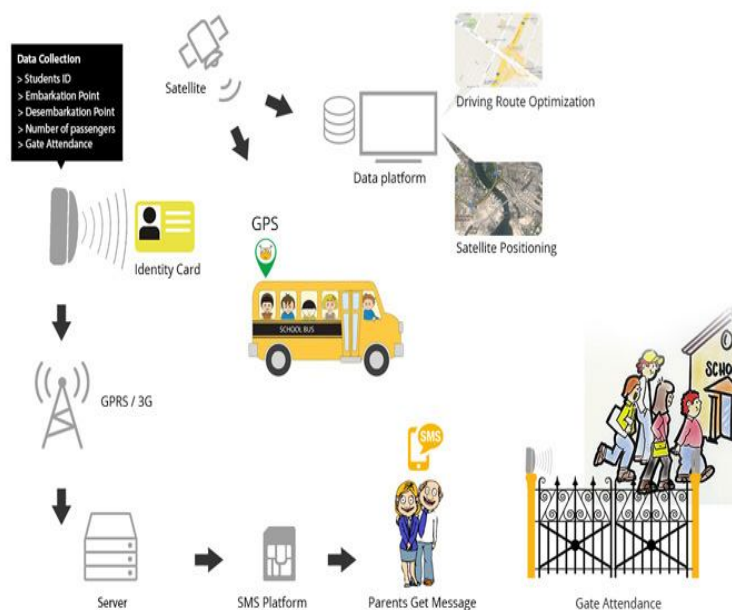 Data Collection
> Students ID
> Embarkation Point
> Desembarkation Point
> Number of passengers
> Gate Attendance
Satellite
Driving Route Optimization
Data platform
Satellite Positioning
Identity Card
GPS
SCHOOL BUS
GPRS / 3G
SCHO
SMS
Server
SMS Platform
Parents Get Message
Gate Attendance